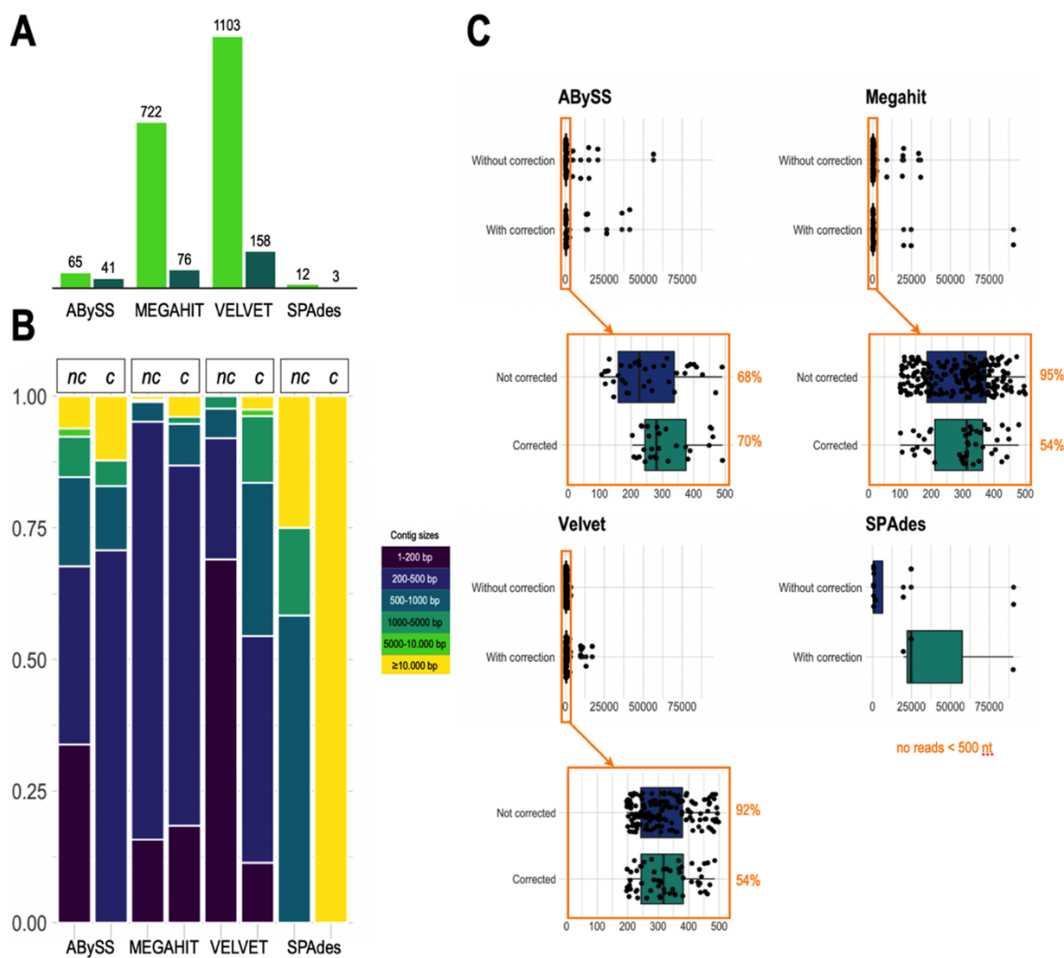 A
65
41
722
76
1103
158
12
3
ABySS MEGAHIT VELVET SPAdes
B
nc c nc c nc c nc c
1.00
0.75
0.50
0.25
0.00
ABySS MEGAHIT VELVET SPAdes
Contig sizes
1-200 bp
200-500 bp
500-1000 bp
1000-5000 bp
5000-10.000 bp
≥10.000 bp
C
ABySS
Without correction
With correction
0 25000 50000 75000
Not corrected
68%
Corrected
70%
0 100 200 300 400 500
Megahit
Without correction
With correction
0 25000 50000 75000
Not corrected
95%
Corrected
54%
0 100 200 300 400 500
Velvet
Without correction
With correction
0 25000 50000 75000
Not corrected
92%
Corrected
54%
0 100 200 300 400 500
SPAdes
Without correction
With correction
0 25000 50000 75000
no reads < 500 nt